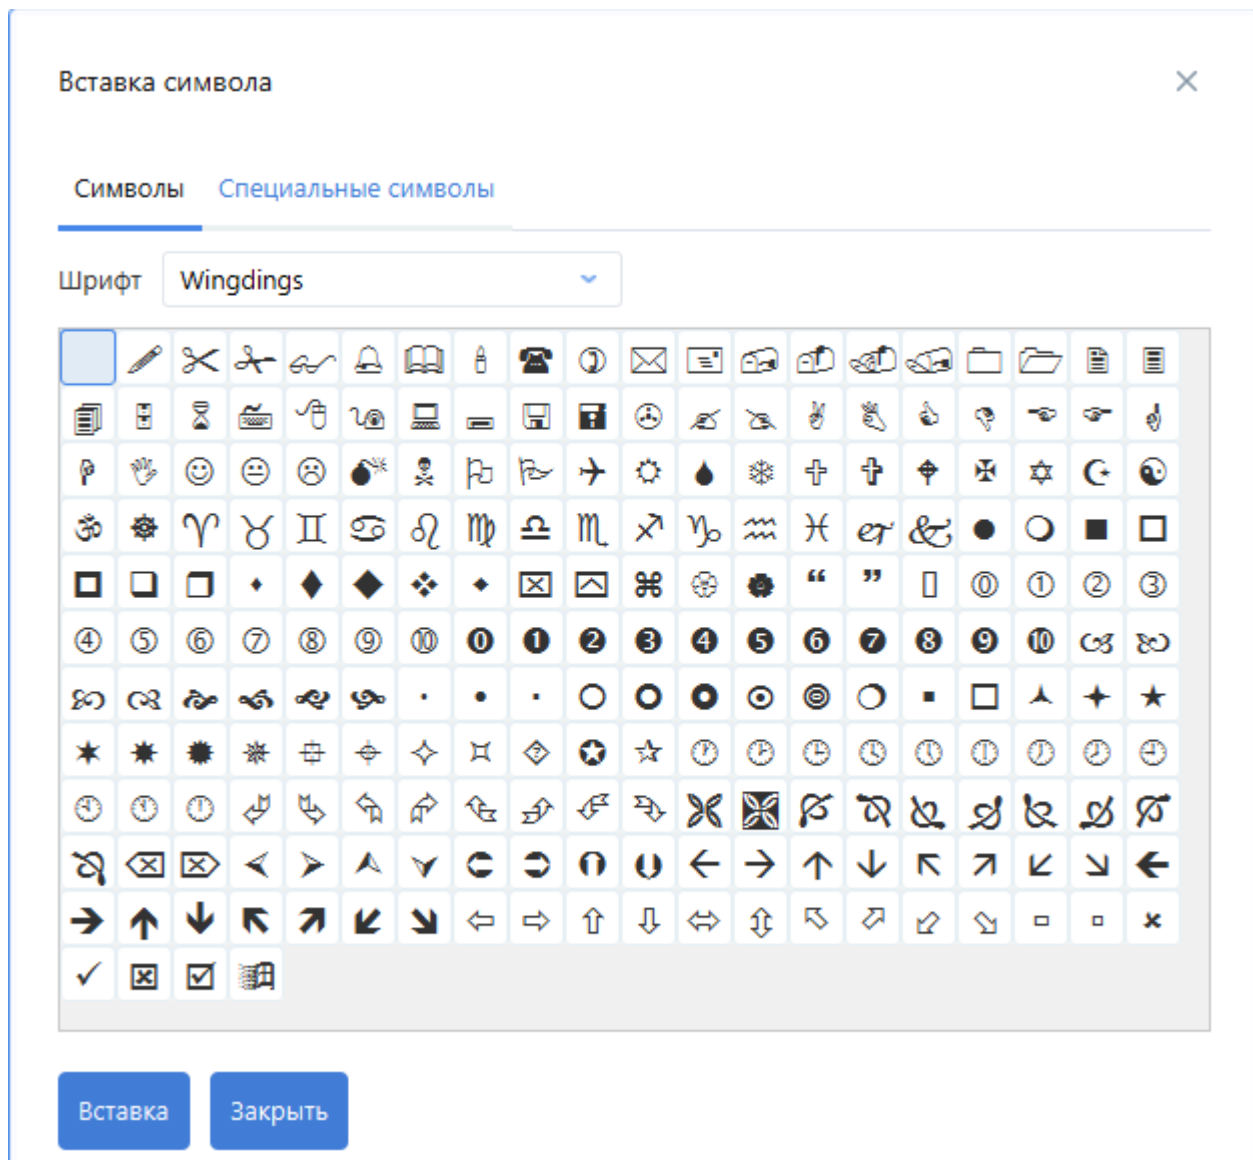 Вставка символа
Символы Специальные символы
Шрифт Wingdings
Вставка Закрыть